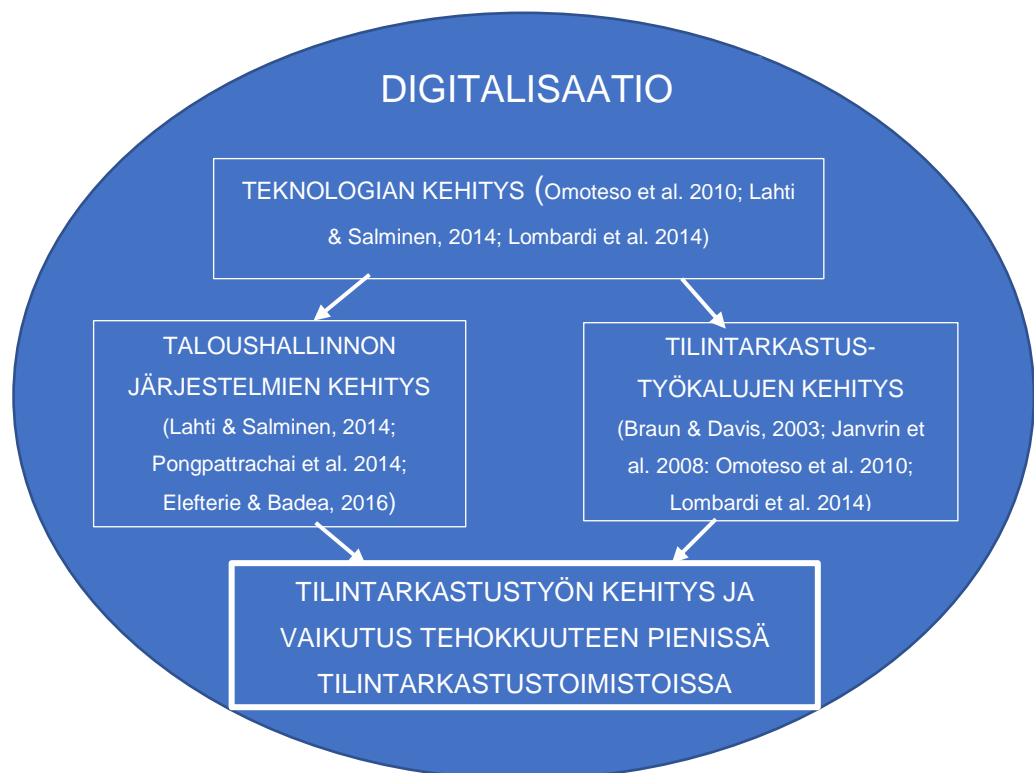 DIGITALISAATIO
TEKNOLOGIAN KEHITYS (Omoteso et al. 2010; Lahti
& Salminen, 2014; Lombardi et al. 2014)
TALOUSHALLINNON
JÄRJESTELMIEN KEHITYS
(Lahti & Salminen, 2014;
Pongpattrachai et al. 2014;
Elefterie & Badea, 2016)
TILINTARKASTUS-
TYÖKALUJEN KEHITYS
(Braun & Davis, 2003; Janvrin et
al. 2008: Omoteso et al. 2010;
Lombardi et al. 2014)
TILINTARKASTUSTYÖN KEHITYS JA
VAIKUTUS TEHOKKUUTEEN PIENISSÄ
TILINTARKASTUSTOIMISTOISSA